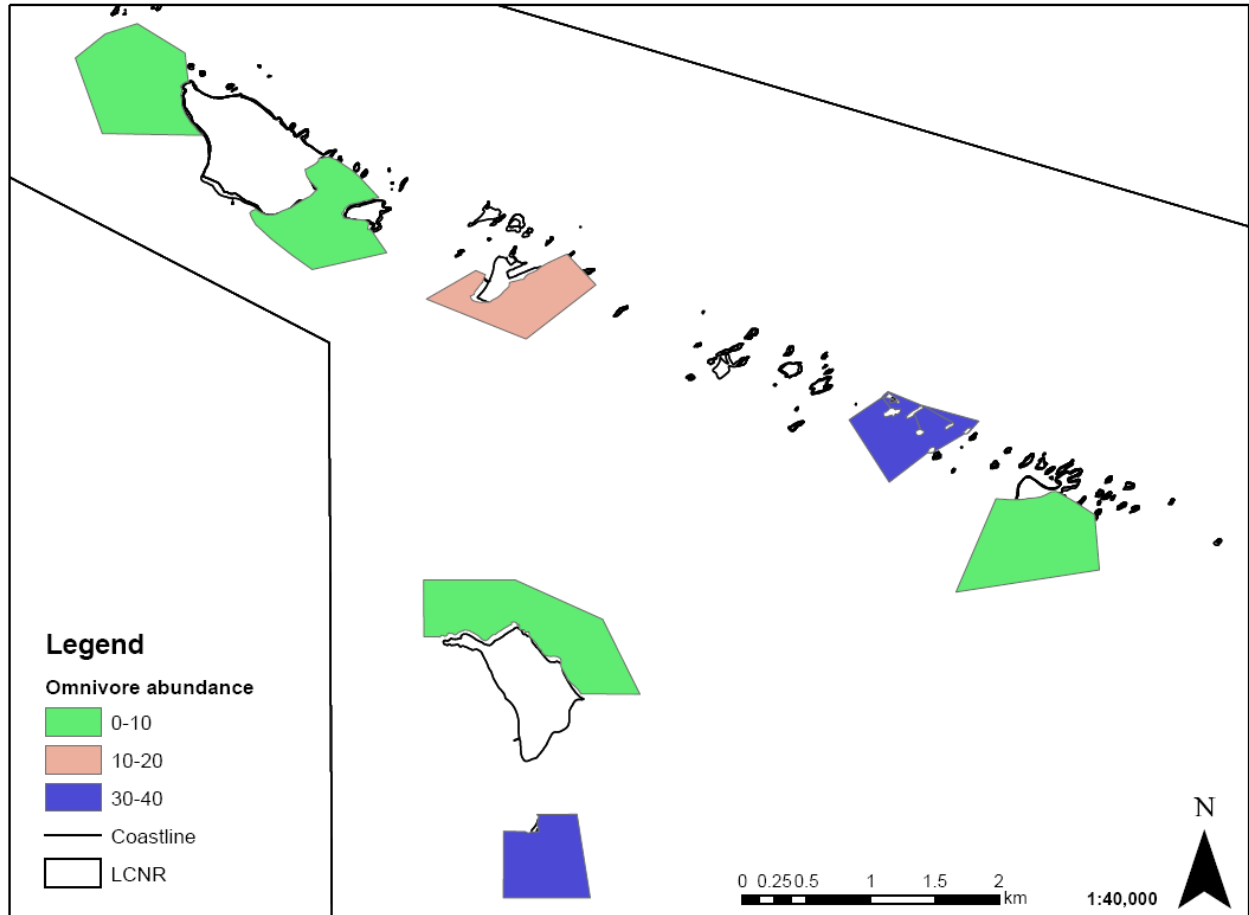 Legend
Omnivore abundance
0-10
10-20
30-40
Coastline
LCNR
0 0.25 0.5 1 1.5 2
km
1:40,000
N